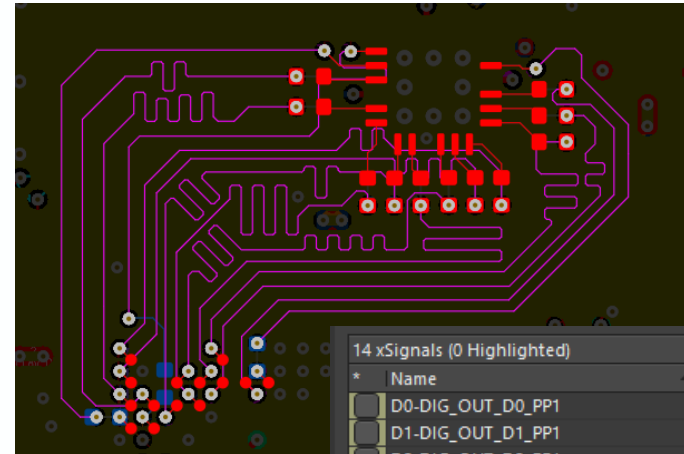 14 xSignals (0 Highlighted)
* Name
D0-DIG_OUT_D0_PP1
D1-DIG_OUT_D1_PP1